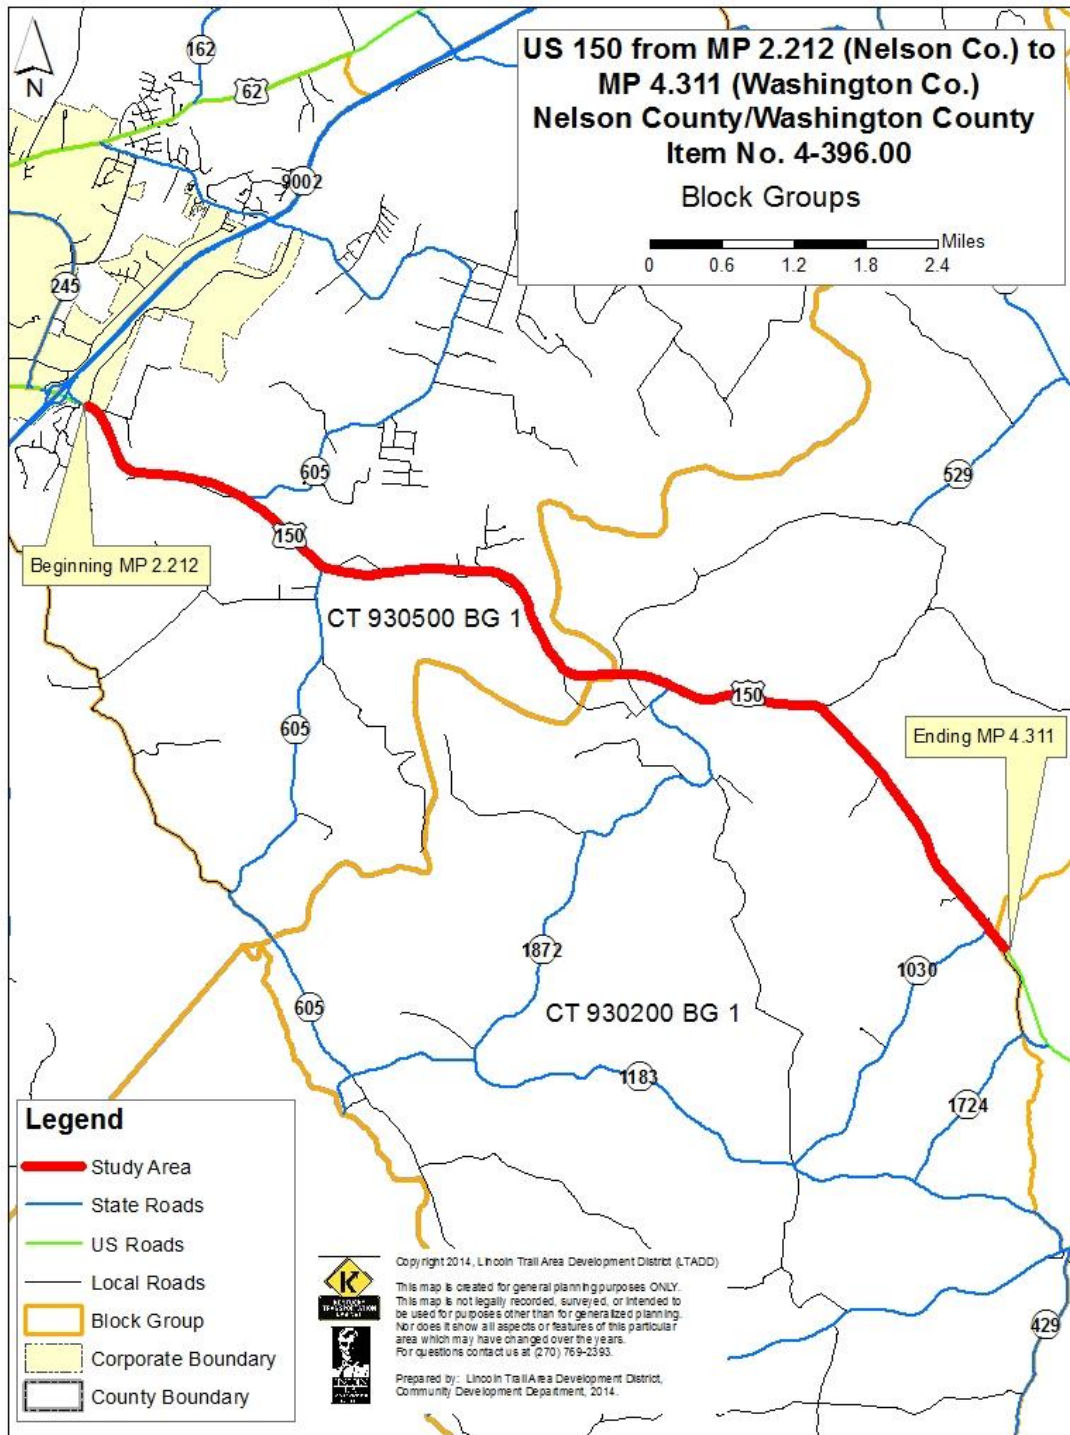 US 150 from MP 2.212 (Nelson Co.) to
MP 4.311 (Washington Co.)
Nelson County/Washington County
Item No. 4-396.00
Block Groups
Miles
0 0.6 1.2 1.8 2.4
N
162
62
9002
245
605
529
150
Beginning MP 2.212
CT 930500 BG 1
150
605
Ending MP 4.311
1872
1030
605
CT 930200 BG 1
1183
1724
429
Legend
Study Area
State Roads
US Roads
Local Roads
Block Group
Corporate Boundary
County Boundary
KENTUCKY
TRANSPORTATION
LINCOLN
Copyright 2014, Lincoln Trail Area Development District (LTADD)
This map is created for general planning purposes ONLY.
This map is not legally recorded, surveyed, or intended to
be used for purposes other than for generalized planning.
Nor does it show all aspects or features of this particular
area which may have changed over the years.
For questions contact us at (270) 769-2393.
Prepared by: Lincoln Trail Area Development District,
Community Development Department, 2014.